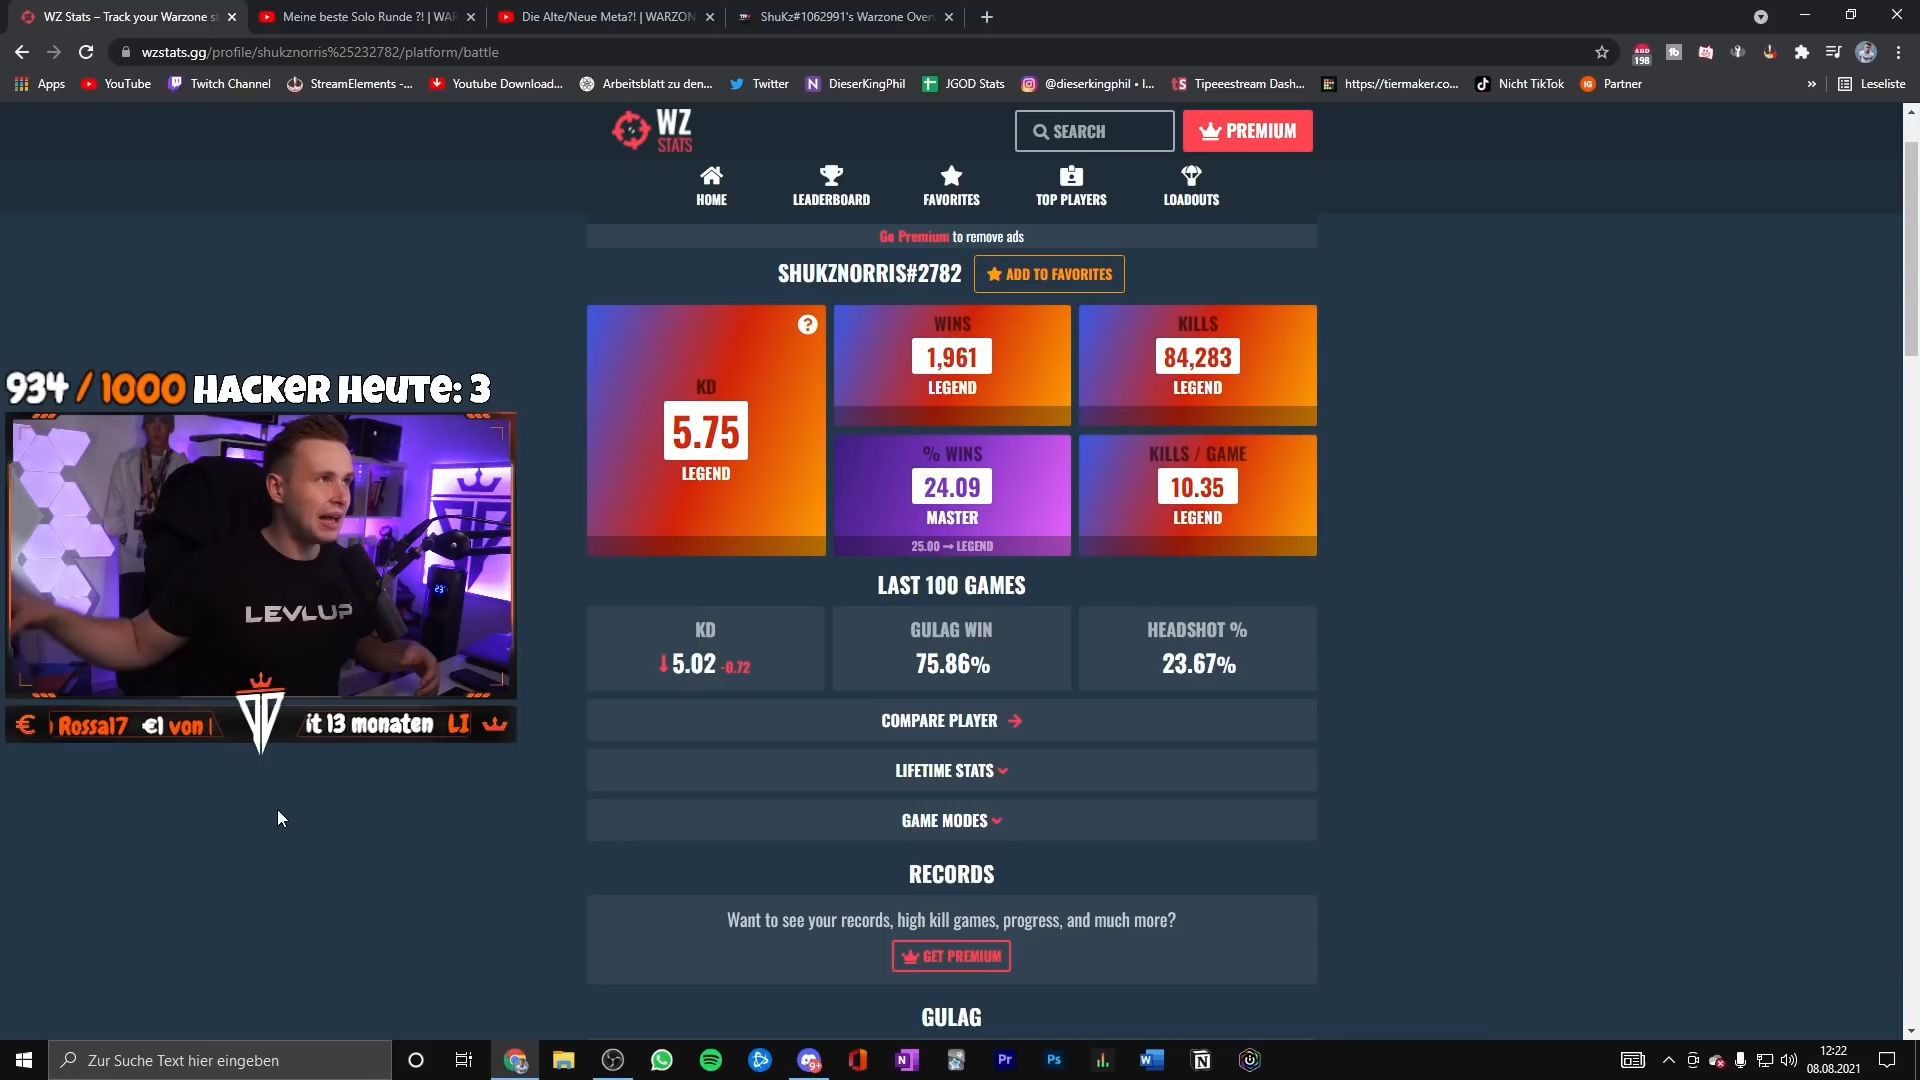 WZ Stats – Track your Warzone st
Meine beste Solo Runde ?! | WAR
Die Alte/Neue Meta?! | WARZON
ShuKz#1062991's Warzone Over
wzstats.gg/profile/shukznorris%25232782/platform/battle
198
Apps
YouTube
Twitch Channel
StreamElements -...
Youtube Download...
Arbeitsblatt zu den...
Twitter
DieserKingPhil
JGOD Stats
@dieserkingphil • I...
Tipeeestream Dash...
https://tiermaker.co...
Nicht TikTok
Partner
Leseliste
WZ
STATS
SEARCH
PREMIUM
HOME
LEADERBOARD
FAVORITES
TOP PLAYERS
LOADOUTS
Go Premium to remove ads
SHUKZNORRIS#2782
ADD TO FAVORITES
KD
5.75
LEGEND
WINS
1,961
LEGEND
KILLS
84,283
LEGEND
% WINS
24.09
MASTER
25.00 → LEGEND
KILLS / GAME
10.35
LEGEND
934 / 1000 HACKER HEUTE: 3
LEVLUP
€ Rossa17 €1 von
it 13 monaten LI
LAST 100 GAMES
KD
5.02 -0.72
GULAG WIN
75.86%
HEADSHOT %
23.67%
COMPARE PLAYER
LIFETIME STATS
GAME MODES
RECORDS
Want to see your records, high kill games, progress, and much more?
GET PREMIUM
GULAG
Zur Suche Text hier eingeben
12:22
08.08.2021